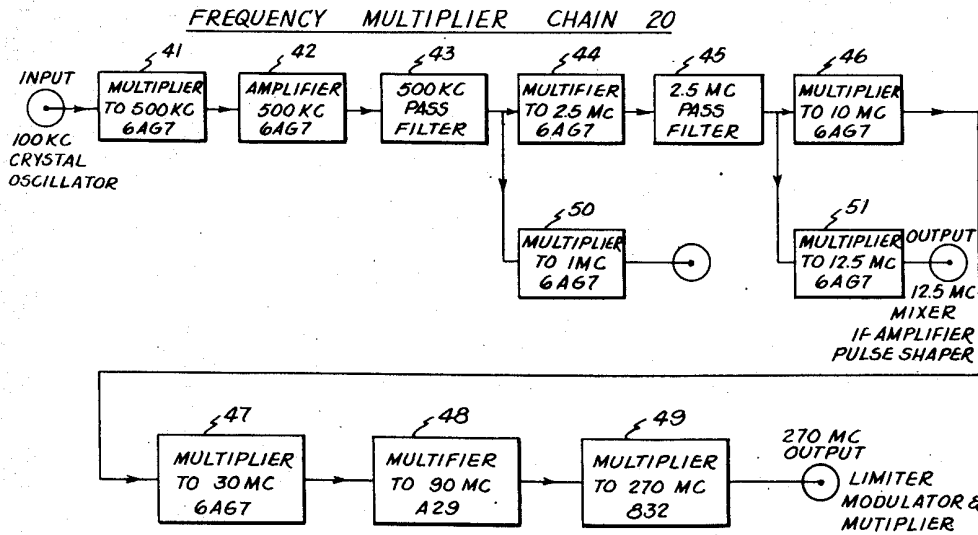 FREQUENCY MULTIPLIER CHAIN 20
INPUT
100KC
CRYSTAL
OSCILLATOR
41
MULTIPLIER
TO 500KC
6AG7
42
AMPLIFIER
500 KC
6AG7
43
500 KC
PASS
FILTER
44
MULTIFIER
TO 2.5 MC
6AG7
45
2.5 MC
PASS
FILTER
46
MULTIPLIER
TO 10 MC
6AG7
50
MULTIPLIER
TO 1MC
6AG7
51
MULTIPLIER
TO 12.5 MC
6AG7
OUTPUT
12.5 MC
MIXER
IF AMPLIFIER
PULSE SHAPER
47
MULTIPLIER
TO 30 MC
6AG7
48
MULTIFIER
TO 90 MC
A29
49
MULTIPLIER
TO 270 MC
832
270 MC
OUTPUT
LIMITER
MODULATOR &
MUTIPLIER